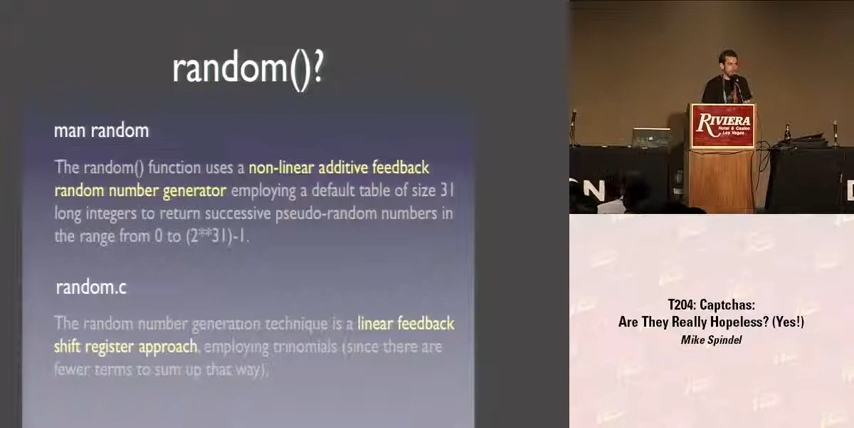 random()?
man random
The random() function uses a non-linear additive feedback
random number generator employing a default table of size 31
long integers to return successive pseudo-random numbers in
the range from 0 to (2**31)-1.
random.c
The random number generation technique is a linear feedback
shift register approach, employing trinomials (since there are
fewer terms to sum up that way).
RIVIERA
Hotel & Casino
Las Vegas
ON
D
T204: Captchas:
Are They Really Hopeless? (Yes!)
Mike Spindel